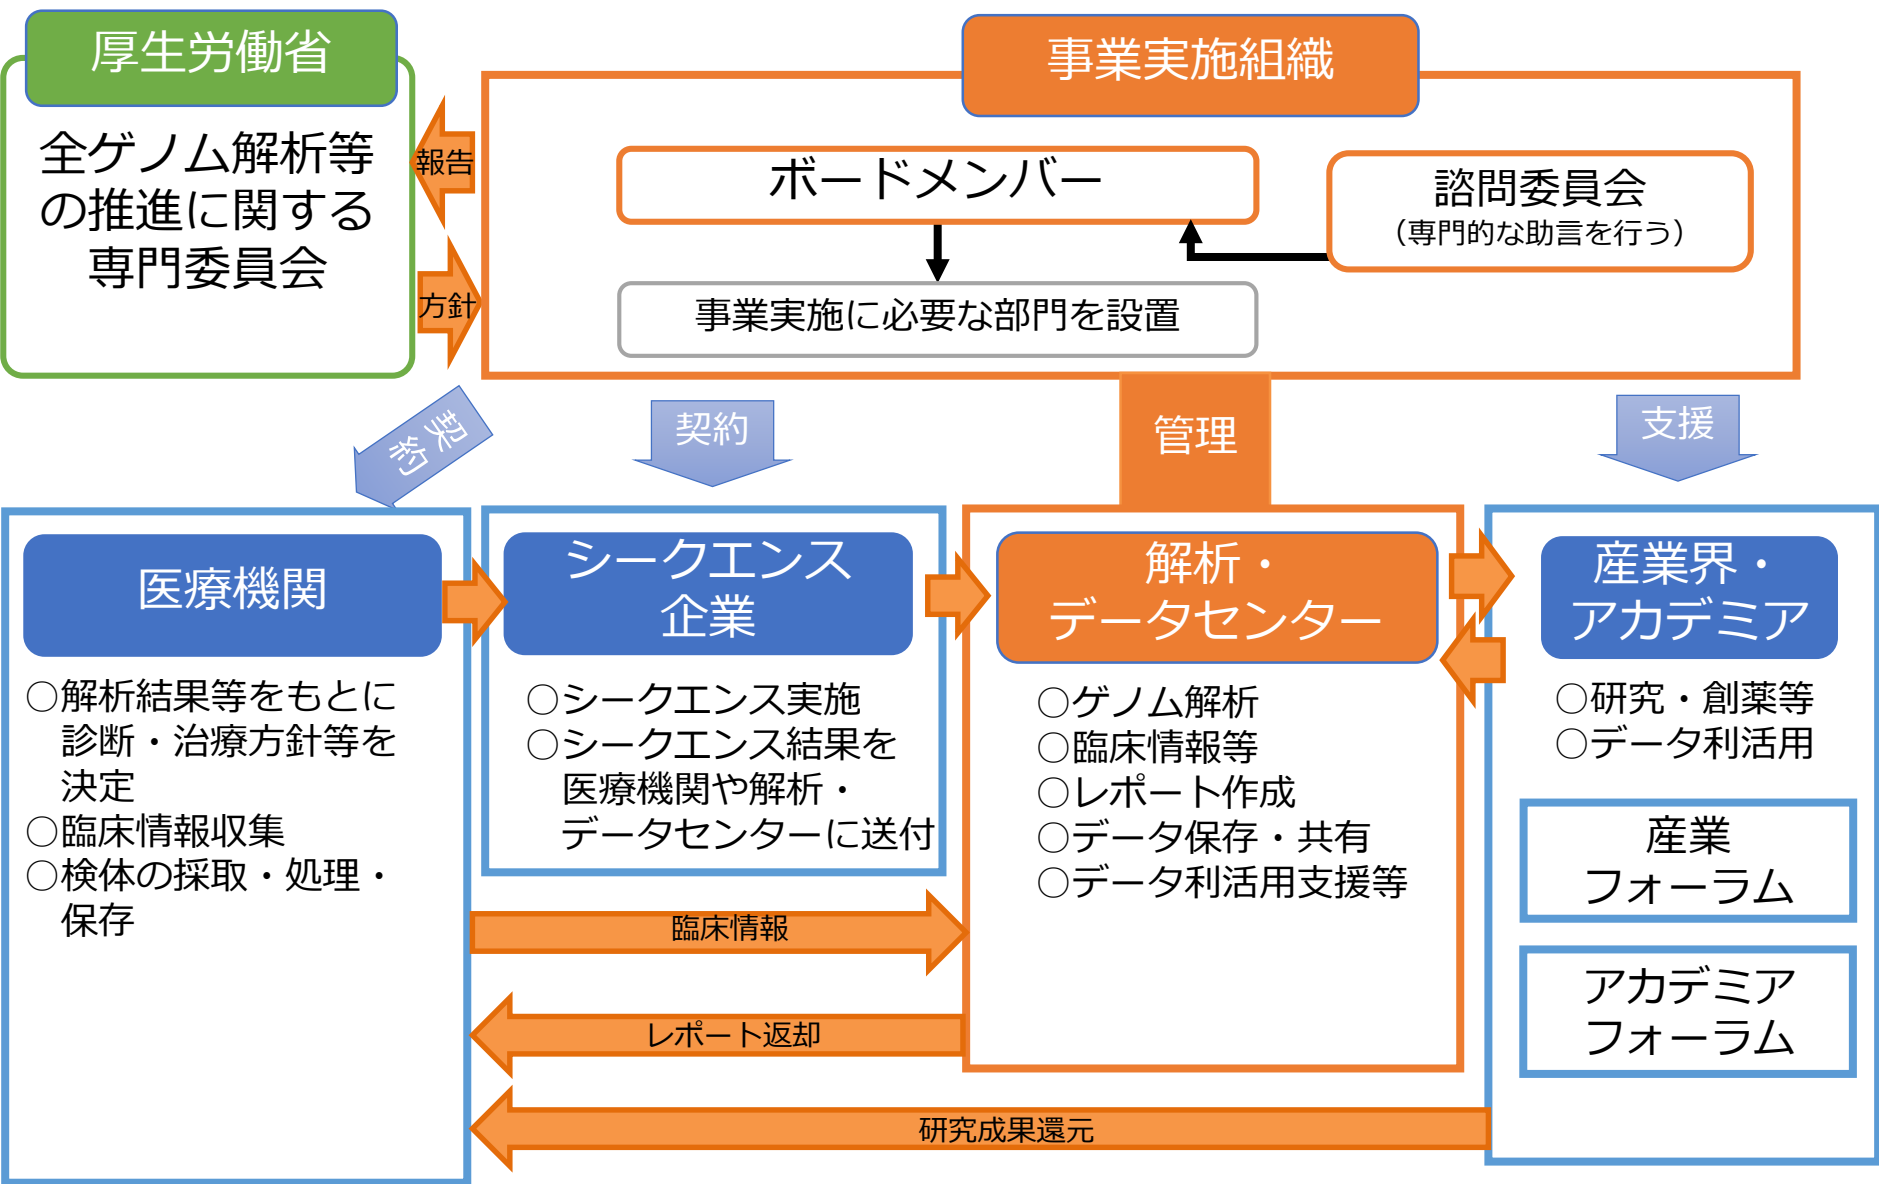 厚生労働省
全ゲノム解析等
の推進に関する
専門委員会
報告
方針
事業実施組織
ボードメンバー
諮問委員会
（専門的な助言を行う）
事業実施に必要な部門を設置
契約
契約
管理
支援
医療機関
○解析結果等をもとに
診断・治療方針等を
決定
○臨床情報収集
○検体の採取・処理・
保存
シークエンス
企業
○シークエンス実施
○シークエンス結果を
医療機関や解析・
データセンターに送付
解析・
データセンター
○ゲノム解析
○臨床情報等
○レポート作成
○データ保存・共有
○データ利活用支援等
産業界・
アカデミア
○研究・創薬等
○データ利活用
産業
フォーラム
アカデミア
フォーラム
臨床情報
レポート返却
研究成果還元